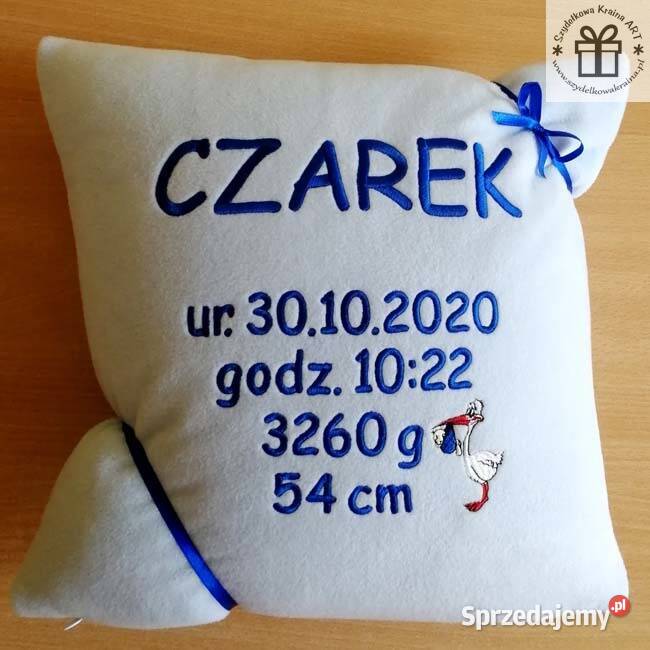 Szydełkowa Kraina ART
www.szydelkowakraina.pl
CZAREK
ur. 30.10.2020
godz. 10:22
3260 g
54 cm
Sprzedajemy.pl